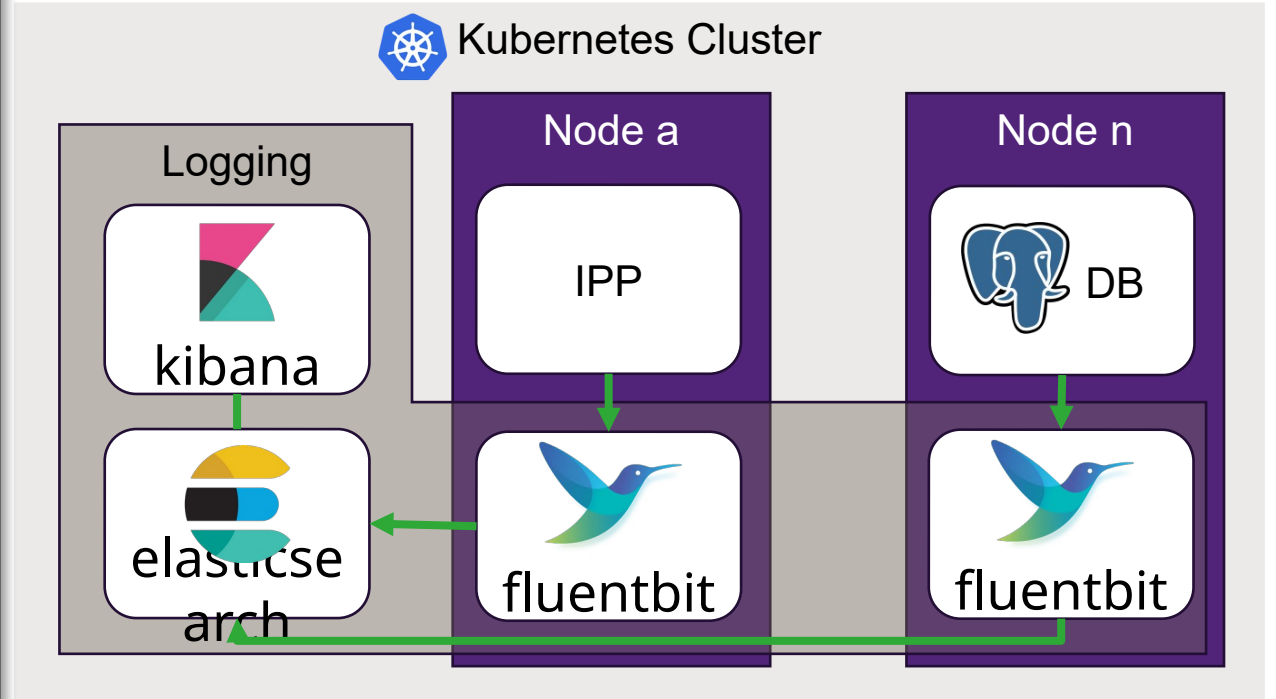 Kubernetes Cluster
Logging
kibana
elasticse
arch
Node a
IPP
fluentbit
Node n
DB
fluentbit